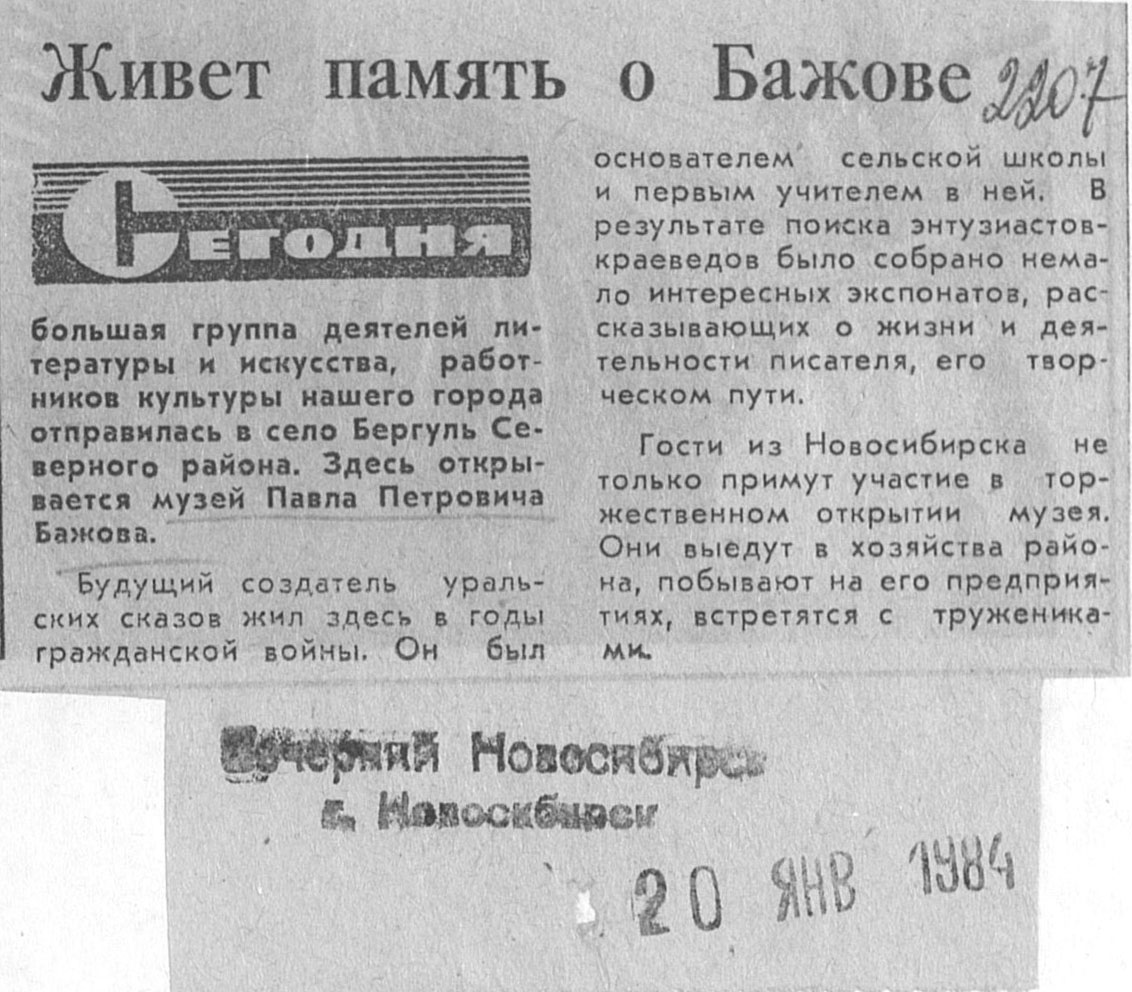 Живет память о Бажове
2207
СЕГОДНЯ
большая группа деятелей ли-
тературы и искусства, работ-
ников культуры нашего города
отправилась в село Бергуль Се-
верного района. Здесь откры-
вается музей Павла Петровича
Бажова.
Будущий создатель ураль-
ских сказов жил здесь в годы
гражданской войны. Он был
основателем сельской школы
и первым учителем в ней. В
результате поиска энтузиастов-
краеведов было собрано нема-
ло интересных экспонатов, рас-
сказывающих о жизни и дея-
тельности писателя, его твор-
ческом пути.
Гости из Новосибирска не
только примут участие в тор-
жественном открытии музея.
Они выедут в хозяйства райо-
на, побывают на его предприя-
тиях, встретятся с труженика-
ми.
Вечерний Новосибирск
г. Новосибирск
20 ЯНВ 1984